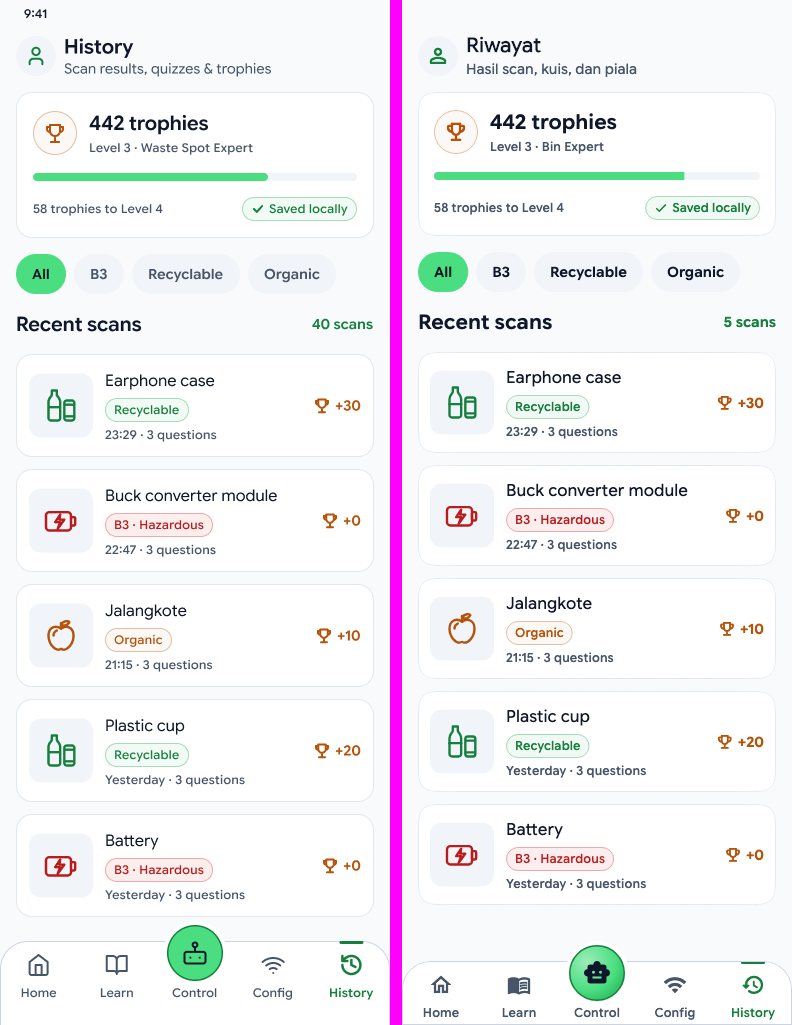 9:41
History
Scan results, quizzes & trophies
442 trophies
Level 3 · Waste Spot Expert
58 trophies to Level 4
Saved locally
All
B3
Recyclable
Organic
Recent scans
40 scans
Earphone case
Recyclable
23:29 · 3 questions
+30
Buck converter module
B3 · Hazardous
22:47 · 3 questions
+0
Jalangkote
Organic
21:15 · 3 questions
+10
Plastic cup
Recyclable
Yesterday · 3 questions
+20
Battery
B3 · Hazardous
Yesterday · 3 questions
+0
Home
Learn
Control
Config
History
Riwayat
Hasil scan, kuis, dan piala
442 trophies
Level 3 · Bin Expert
58 trophies to Level 4
Saved locally
All
B3
Recyclable
Organic
Recent scans
5 scans
Earphone case
Recyclable
23:29 · 3 questions
+30
Buck converter module
B3 · Hazardous
22:47 · 3 questions
+0
Jalangkote
Organic
21:15 · 3 questions
+10
Plastic cup
Recyclable
Yesterday · 3 questions
+20
Battery
B3 · Hazardous
Yesterday · 3 questions
+0
Home
Learn
Control
Config
History